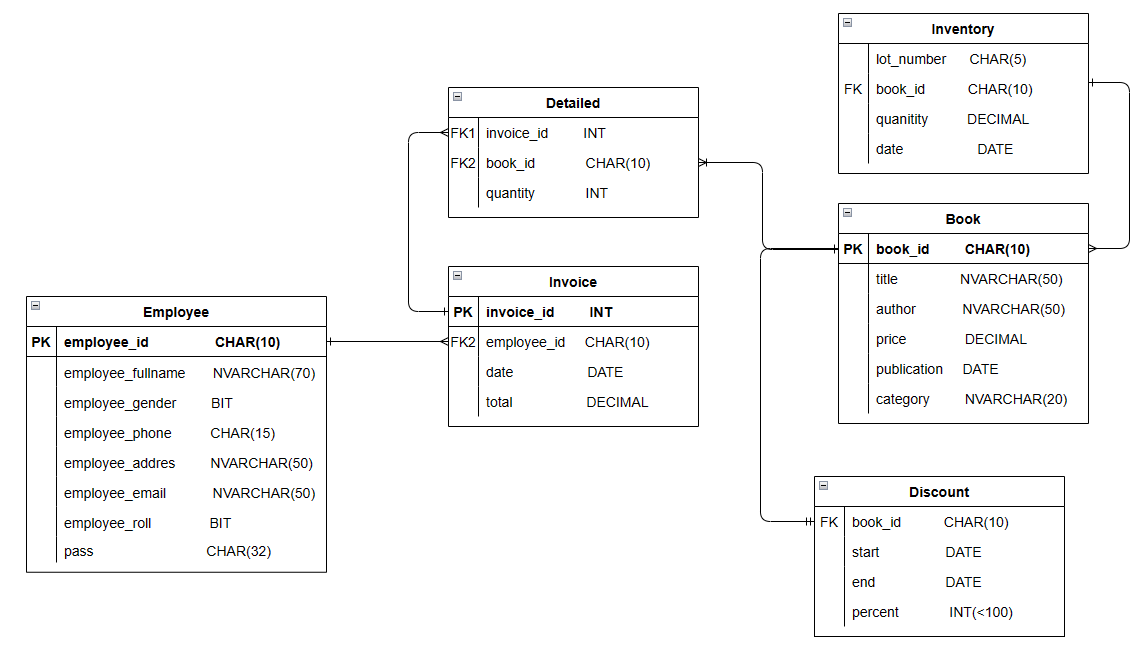 Inventory
lot_number CHAR(5)
FK book_id CHAR(10)
quanitity DECIMAL
date DATE
Detailed
FK1 invoice_id INT
FK2 book_id CHAR(10)
quantity INT
Book
PK book_id CHAR(10)
title NVARCHAR(50)
author NVARCHAR(50)
price DECIMAL
publication DATE
category NVARCHAR(20)
Invoice
PK invoice_id INT
FK2 employee_id CHAR(10)
date DATE
total DECIMAL
Employee
PK employee_id CHAR(10)
employee_fullname NVARCHAR(70)
employee_gender BIT
employee_phone CHAR(15)
employee_addres NVARCHAR(50)
employee_email NVARCHAR(50)
employee_roll BIT
pass CHAR(32)
Discount
FK book_id CHAR(10)
start DATE
end DATE
percent INT(<100)